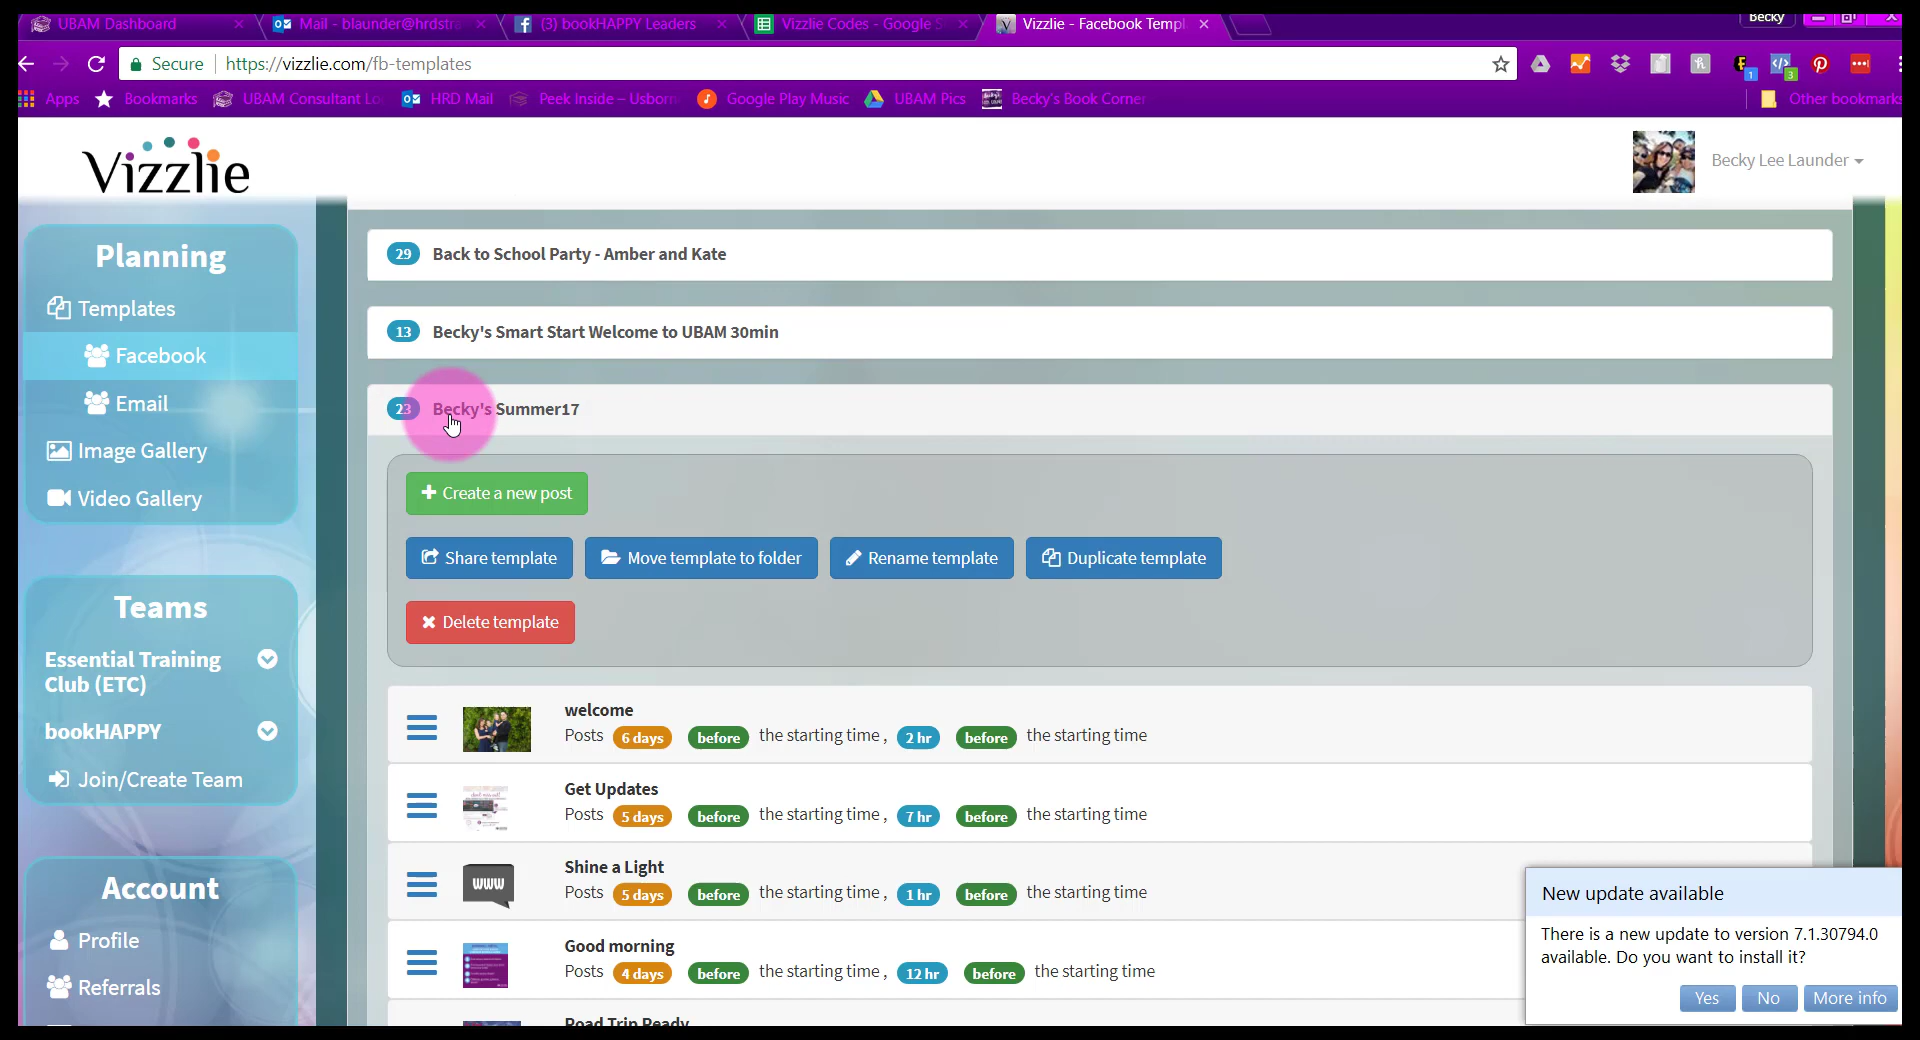 UBAM Dashboard
Mail - blaunder@hrdstra
(3) bookHAPPY Leaders
Vizzlie Codes - Google S
Vizzlie - Facebook Templ
Becky
Secure https://vizzlie.com/fb-templates
Apps Bookmarks UBAM Consultant Lo HRD Mail Peek Inside – Usborn Google Play Music UBAM Pics Becky's Book Corner Other bookmarks
Vizzlie
Becky Lee Launder
Planning
Templates
Facebook
Email
Image Gallery
Video Gallery
Teams
Essential Training
Club (ETC)
bookHAPPY
Join/Create Team
Account
Profile
Referrals
29 Back to School Party - Amber and Kate
13 Becky's Smart Start Welcome to UBAM 30min
23 Becky's Summer17
Create a new post
Share template Move template to folder Rename template Duplicate template
Delete template
welcome
Posts 6 days before the starting time , 2 hr before the starting time
Get Updates
Posts 5 days before the starting time , 7 hr before the starting time
www
Shine a Light
Posts 5 days before the starting time , 1 hr before the starting time
Good morning
Posts 4 days before the starting time , 12 hr before the starting time
Road Trip Ready
New update available
There is a new update to version 7.1.30794.0
available. Do you want to install it?
Yes No More info